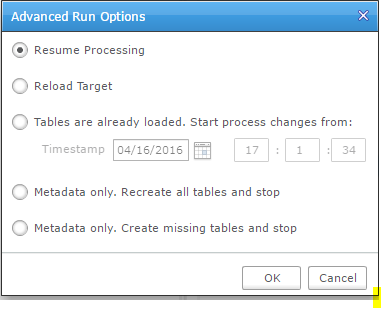 Advanced Run Options
Resume Processing
Reload Target
Tables are already loaded. Start process changes from:
Timestamp 04/16/2016 17 : 1 : 34
Metadata only. Recreate all tables and stop
Metadata only. Create missing tables and stop
OK Cancel